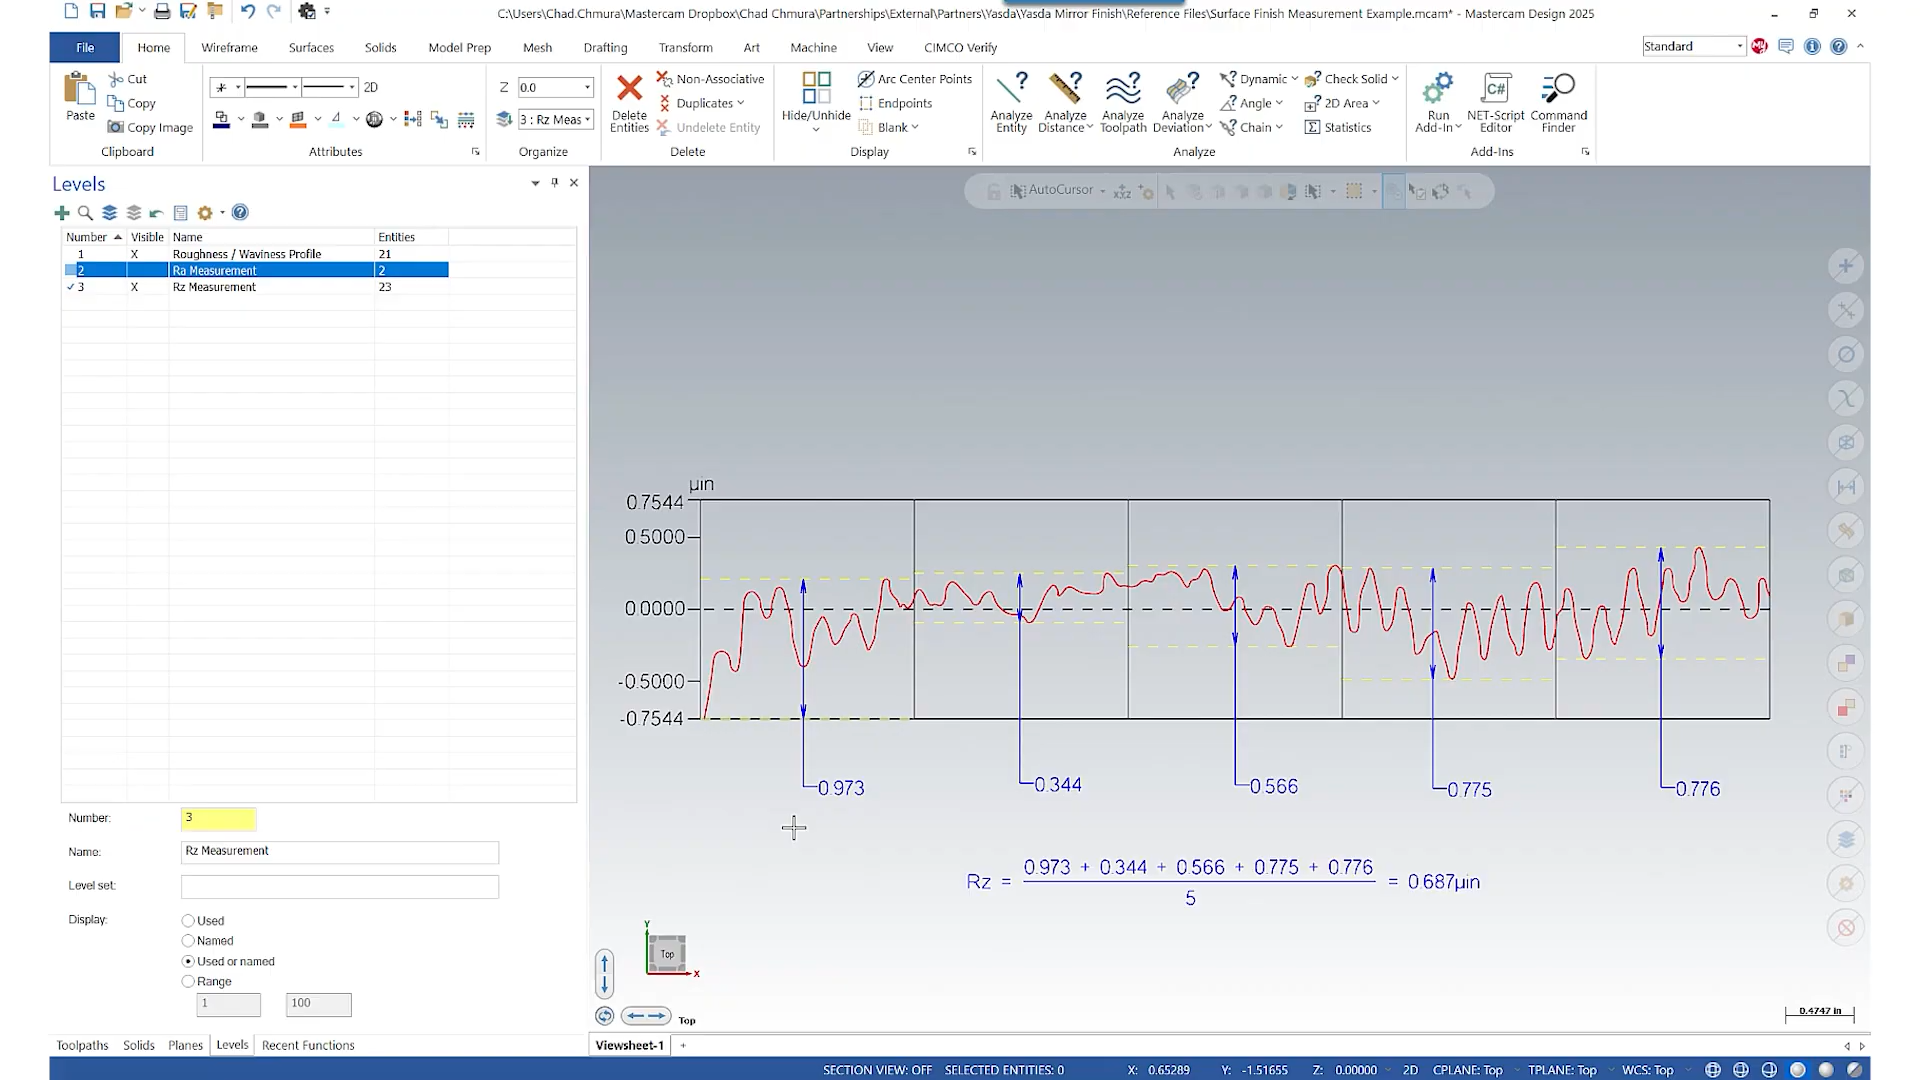 C:\Users\Chad.Chmura\Mastercam Dropbox\Chad Chmura\Partnerships\External\Partners\Yasda\Yasda Mirror Finish\Reference Files\Surface Finish Measurement Example.mcam* - Mastercam Design 2025
File Home Wireframe Surfaces Solids Model Prep Mesh Drafting Transform Art Machine View CIMCO Verify Standard
Paste
Cut
Copy
Copy Image
Clipboard
2D
Attributes
Z 0.0
3 : Rz Meas
Organize
Delete Entities
Non-Associative
Duplicates
Undelete Entity
Delete
Hide/Unhide
Arc Center Points
Endpoints
Blank
Display
Analyze Entity
Analyze Distance
Analyze Toolpath
Analyze Deviation
Dynamic
Angle
Chain
Check Solid
2D Area
Statistics
Analyze
Run Add-In
C#
NET-Script Editor
Command Finder
Add-Ins
Levels
Number Visible Name Entities
1 X Roughness / Waviness Profile 21
2 Ra Measurement 2
3 X Rz Measurement 23
Number: 3
Name: Rz Measurement
Level set:
Display:
Used
Named
Used or named
Range
1 100
Toolpaths Solids Planes Levels Recent Functions
AutoCursor
µin
0.7544
0.5000
0.0000
-0.5000
-0.7544
0.973
0.344
0.566
0.775
0.776
Rz = 0.973 + 0.344 + 0.566 + 0.775 + 0.776 = 0.687µin
5
Y
Top
X
Top
0.4747 in
Viewsheet-1 +
SECTION VIEW: OFF SELECTED ENTITIES: 0 X: 0.65289 Y: -1.51655 Z: 0.00000 2D CPLANE: Top TPLANE: Top WCS: Top